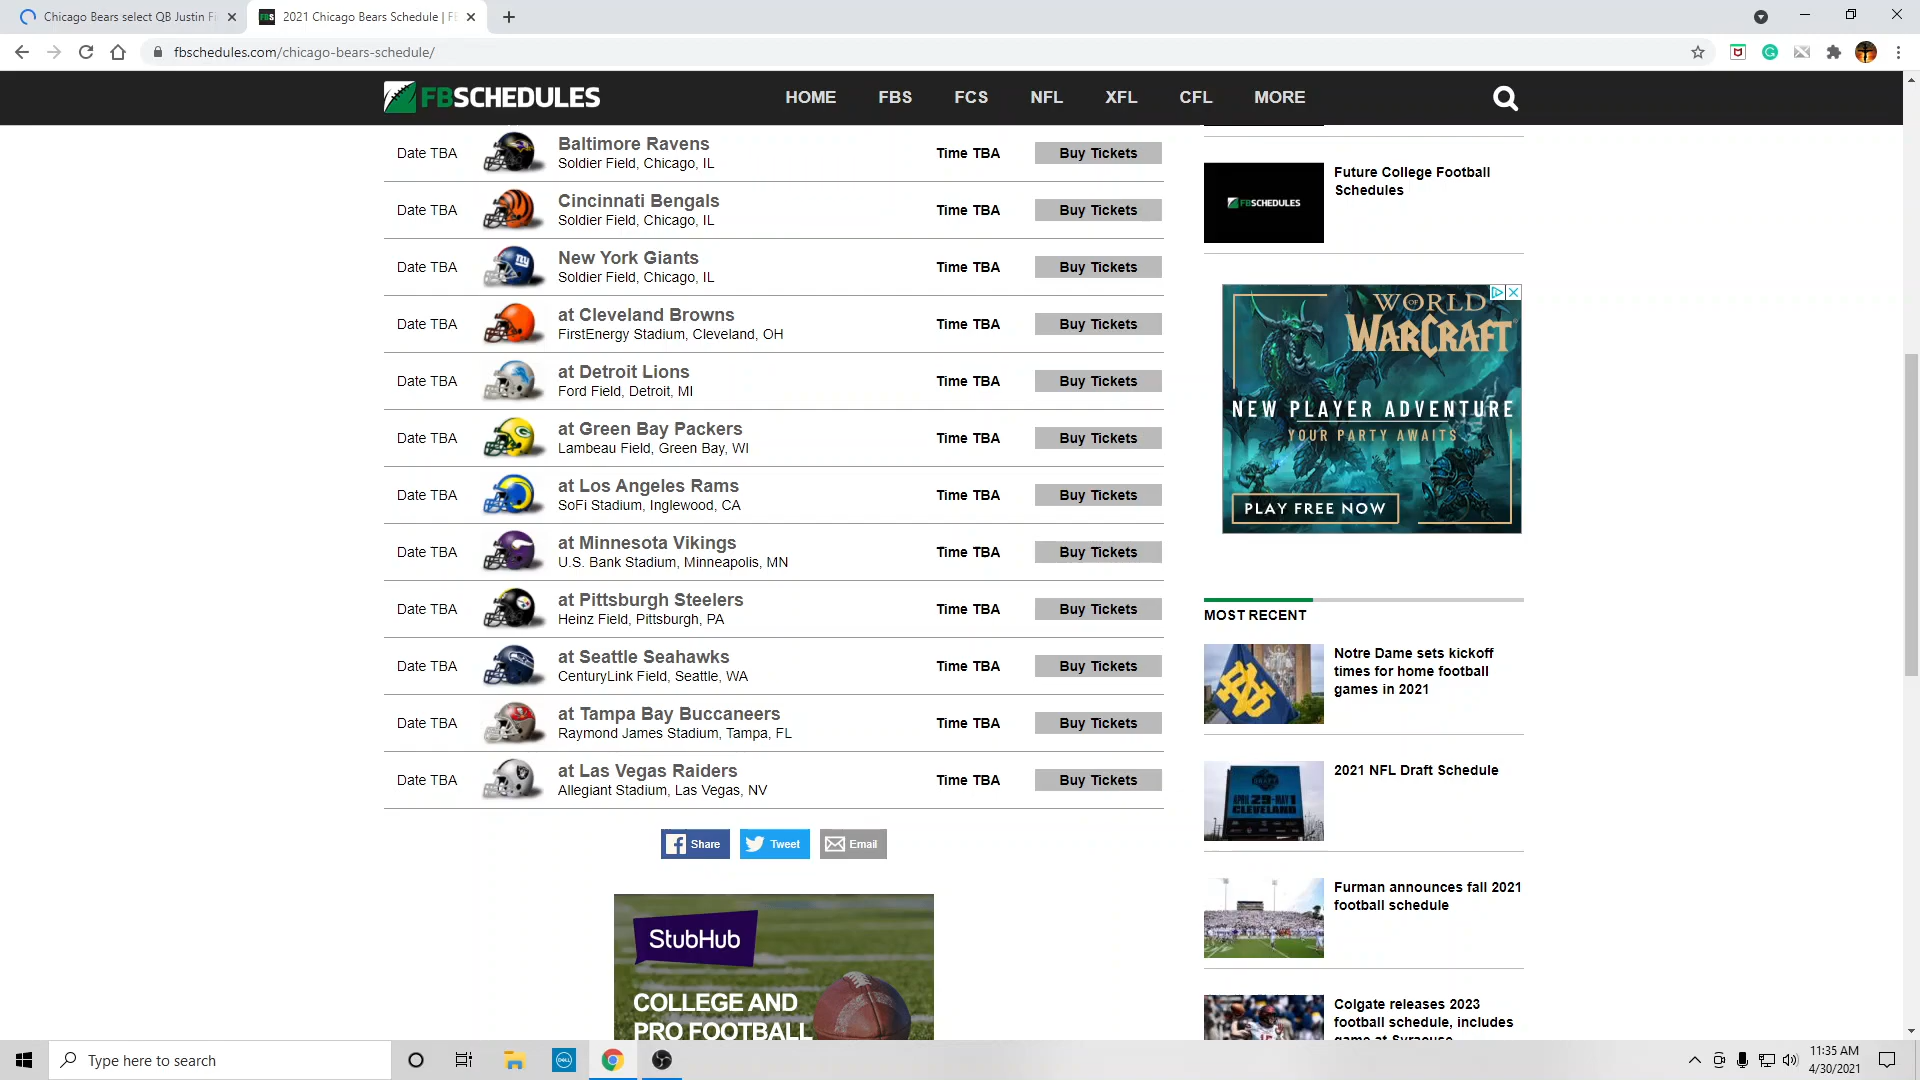 Chicago Bears select QB Justin Fi
2021 Chicago Bears Schedule | FB
fbschedules.com/chicago-bears-schedule/
FBSCHEDULES
HOME FBS FCS NFL XFL CFL MORE
Date TBA
Baltimore Ravens
Soldier Field, Chicago, IL
Time TBA
Buy Tickets
Date TBA
Cincinnati Bengals
Soldier Field, Chicago, IL
Time TBA
Buy Tickets
Date TBA
New York Giants
Soldier Field, Chicago, IL
Time TBA
Buy Tickets
Date TBA
at Cleveland Browns
FirstEnergy Stadium, Cleveland, OH
Time TBA
Buy Tickets
Date TBA
at Detroit Lions
Ford Field, Detroit, MI
Time TBA
Buy Tickets
Date TBA
at Green Bay Packers
Lambeau Field, Green Bay, WI
Time TBA
Buy Tickets
Date TBA
at Los Angeles Rams
SoFi Stadium, Inglewood, CA
Time TBA
Buy Tickets
Date TBA
at Minnesota Vikings
U.S. Bank Stadium, Minneapolis, MN
Time TBA
Buy Tickets
Date TBA
at Pittsburgh Steelers
Heinz Field, Pittsburgh, PA
Time TBA
Buy Tickets
Date TBA
at Seattle Seahawks
CenturyLink Field, Seattle, WA
Time TBA
Buy Tickets
Date TBA
at Tampa Bay Buccaneers
Raymond James Stadium, Tampa, FL
Time TBA
Buy Tickets
Date TBA
at Las Vegas Raiders
Allegiant Stadium, Las Vegas, NV
Time TBA
Buy Tickets
Share
Tweet
Email
StubHub
COLLEGE AND
PRO FOOTBALL
FBSCHEDULES
Future College Football
Schedules
WORLD
OF
WARCRAFT
NEW PLAYER ADVENTURE
YOUR PARTY AWAITS
PLAY FREE NOW
MOST RECENT
Notre Dame sets kickoff
times for home football
games in 2021
APRIL 29-MAY 1
CLEVELAND
2021 NFL Draft Schedule
Furman announces fall 2021
football schedule
Colgate releases 2023
football schedule, includes
game at Syracuse
Type here to search
DELL
11:35 AM
4/30/2021